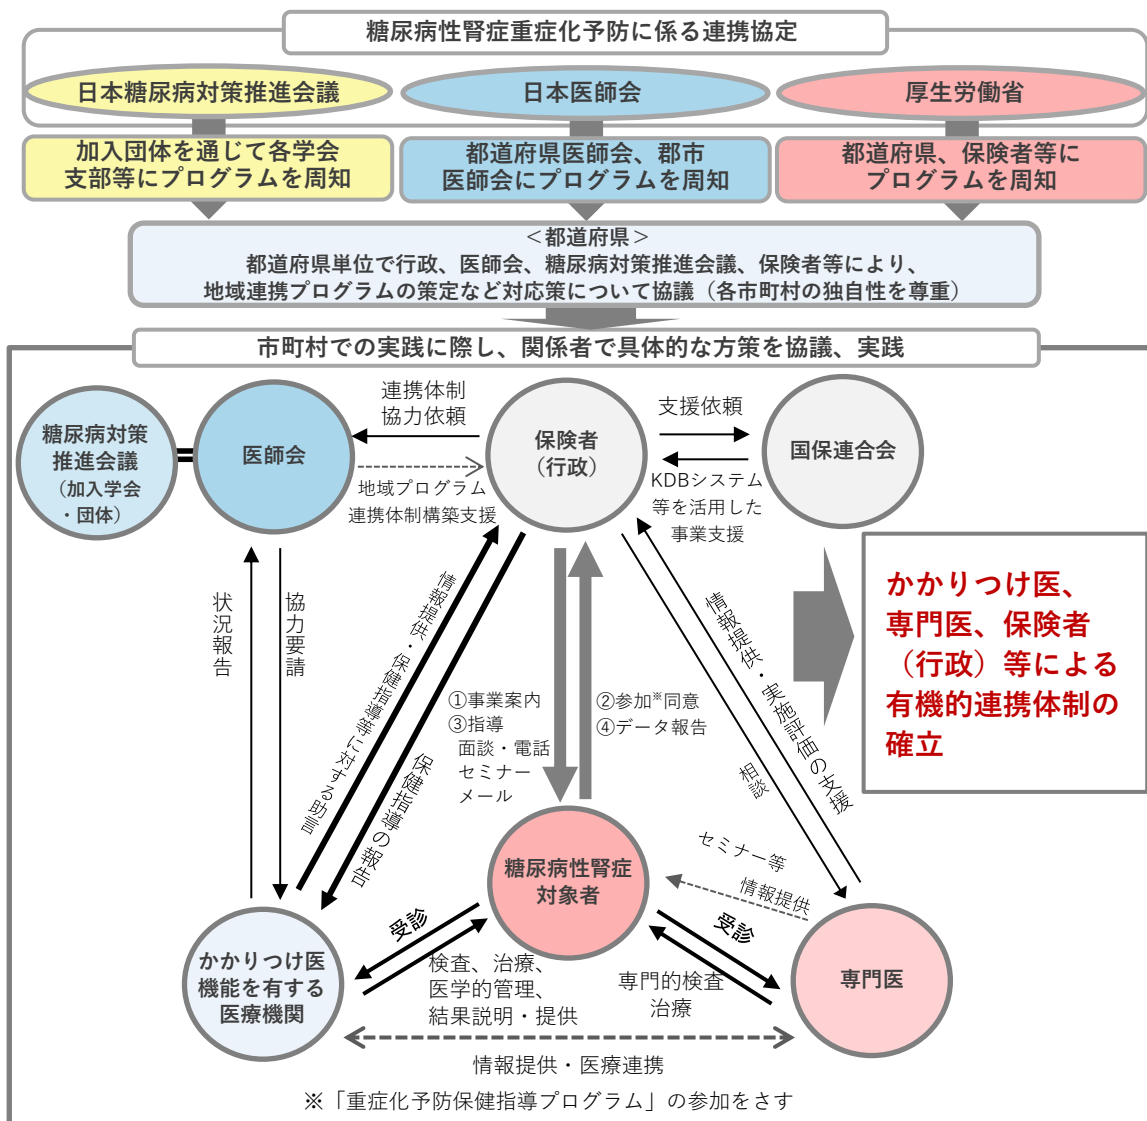 糖尿病性腎症重症化予防に係る連携協定
日本糖尿病対策推進会議
日本医師会
厚生労働省
加入団体を通じて各学会
支部等にプログラムを周知
都道府県医師会、郡市
医師会にプログラムを周知
都道府県、保険者等に
プログラムを周知
＜都道府県＞
都道府県単位で行政、医師会、糖尿病対策推進会議、保険者等により、
地域連携プログラムの策定など対応策について協議（各市町村の独自性を尊重）
市町村での実践に際し、関係者で具体的な方策を協議、実践
糖尿病対策
推進会議
（加入学会
・団体）
医師会
連携体制
協力依頼
地域プログラム
連携体制構築支援
保険者
（行政）
支援依頼
KDBシステム
等を活用した
事業支援
国保連合会
かかりつけ医、
専門医、保険者
（行政）等による
有機的連携体制の
確立
状況報告
協力要請
情報提供・保健指導等に対する助言
保健指導の報告
①事業案内
③指導
面談・電話
セミナー
メール
②参加※同意
④データ報告
情報提供・実施評価の支援
相談
セミナー等
情報提供
糖尿病性腎症
対象者
受診
受診
かかりつけ医
機能を有する
医療機関
検査、治療、
医学的管理、
結果説明・提供
専門的検査
治療
専門医
情報提供・医療連携
※「重症化予防保健指導プログラム」の参加をさす